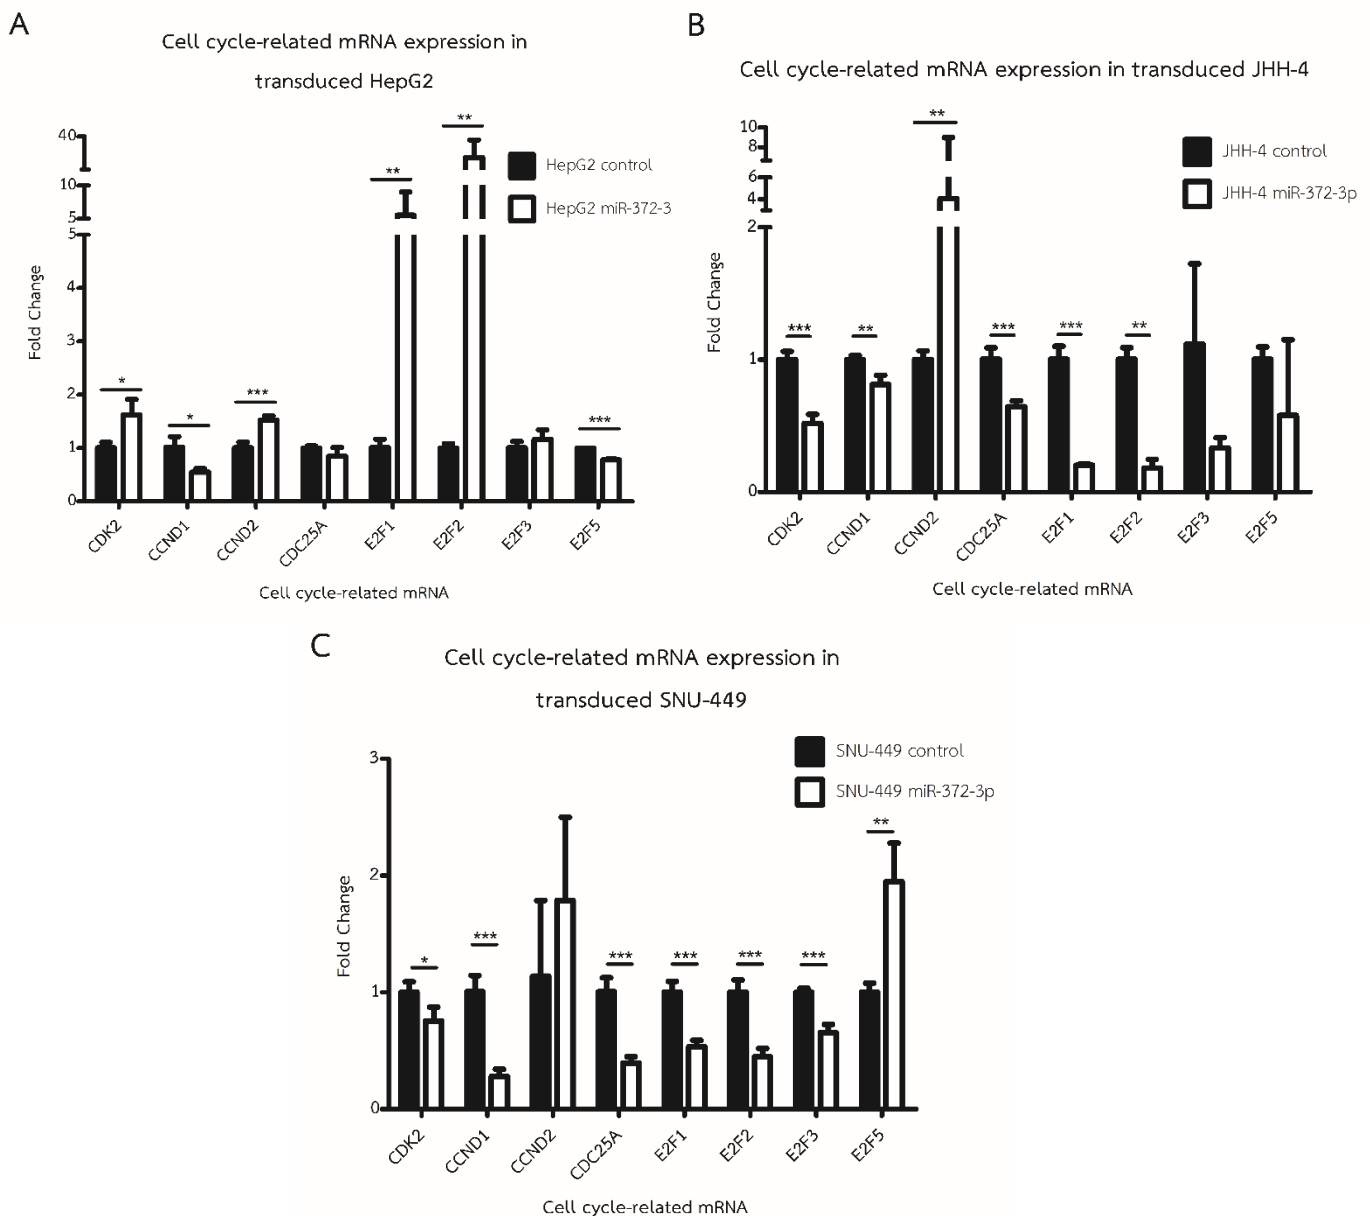 A
Cell cycle-related mRNA expression in
transduced HepG2
**
40
**
10
5
5
HepG2 control
HepG2 miR-372-3
4
3
2
1
0
*
*
***
***
Fold Change
CDK2
CCND1
CCND2
CDC25A
E2F1
E2F2
E2F3
E2F5
Cell cycle-related mRNA
B
Cell cycle-related mRNA expression in transduced JHH-4
**
10
8
6
4
2
1
0
JHH-4 control
JHH-4 miR-372-3p
***
**
***
***
**
Fold Change
CDK2
CCND1
CCND2
CDC25A
E2F1
E2F2
E2F3
E2F5
Cell cycle-related mRNA
C
Cell cycle-related mRNA expression in
transduced SNU-449
SNU-449 control
SNU-449 miR-372-3p
3
2
1
0
*
***
***
***
***
***
**
Fold Change
CDK2
CCND1
CCND2
CDC25A
E2F1
E2F2
E2F3
E2F5
Cell cycle-related mRNA